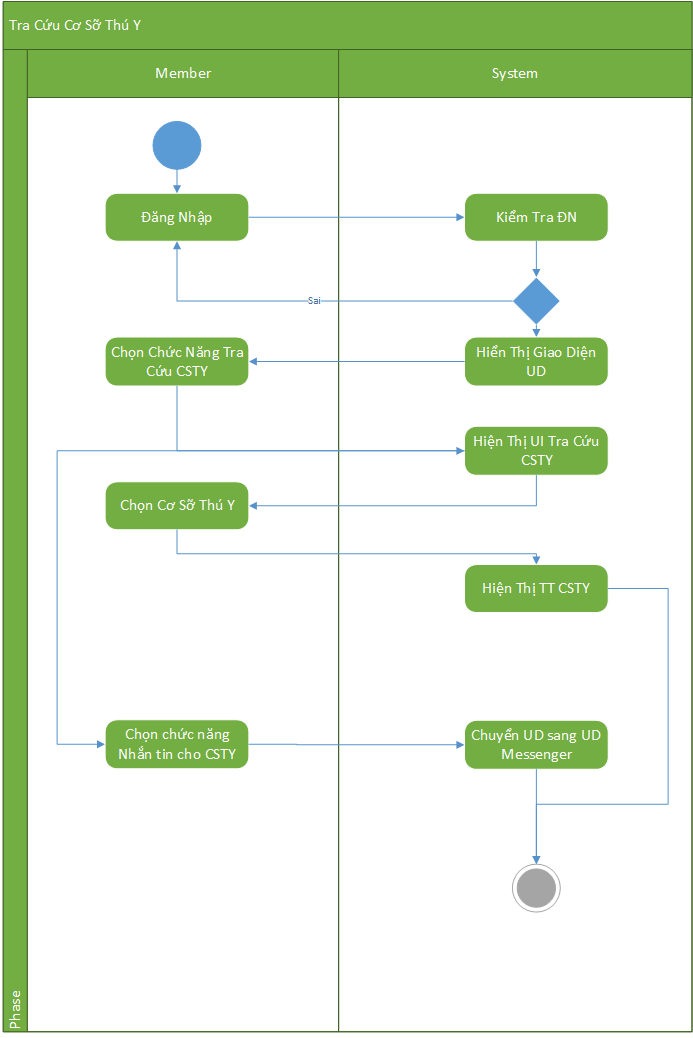 Tra Cứu Cơ Sỡ Thú Y
Member
System
Đăng Nhập
Kiểm Tra ĐN
Sai
Chọn Chức Năng Tra
Cứu CSTY
Hiển Thị Giao Diện
UD
Hiện Thị UI Tra Cứu
CSTY
Chọn Cơ Sỡ Thú Y
Hiện Thị TT CSTY
Chọn chức năng
Nhắn tin cho CSTY
Chuyển UD sang UD
Messenger
Phase